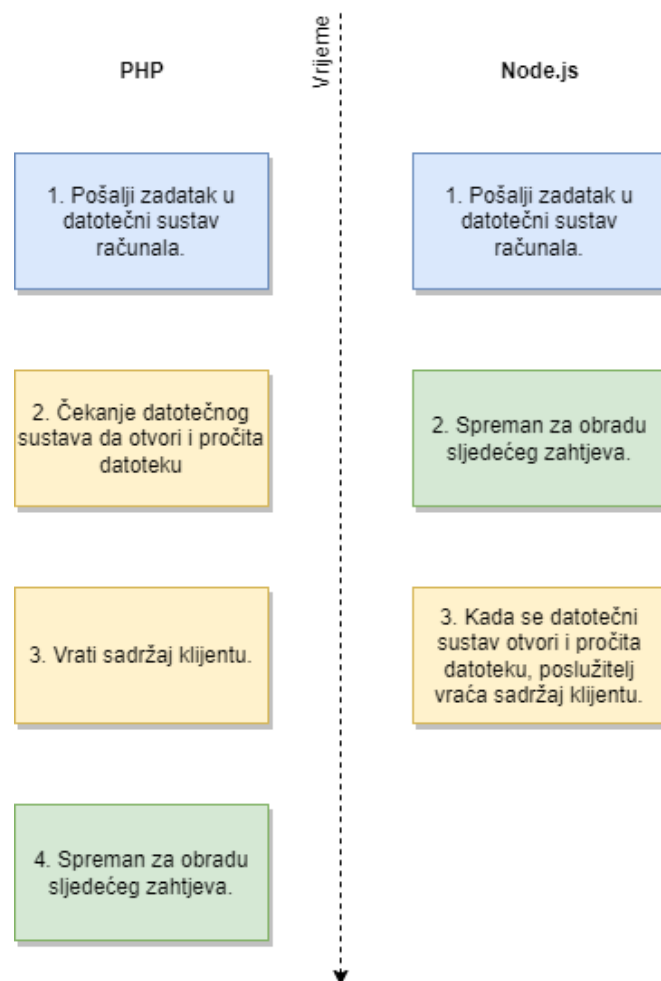 Vrijeme
PHP
Node.js
1. Pošalji zadatak u
datotečni sustav
računala.
1. Pošalji zadatak u
datotečni sustav
računala.
2. Čekanje datotečnog
sustava da otvori i pročita
datoteku
2. Spreman za obradu
sljedećeg zahtjeva.
3. Vrati sadržaj klijentu.
3. Kada se datotečni
sustav otvori i pročita
datoteku, poslužitelj
vraća sadržaj klijentu.
4. Spreman za obradu
sljedećeg zahtjeva.